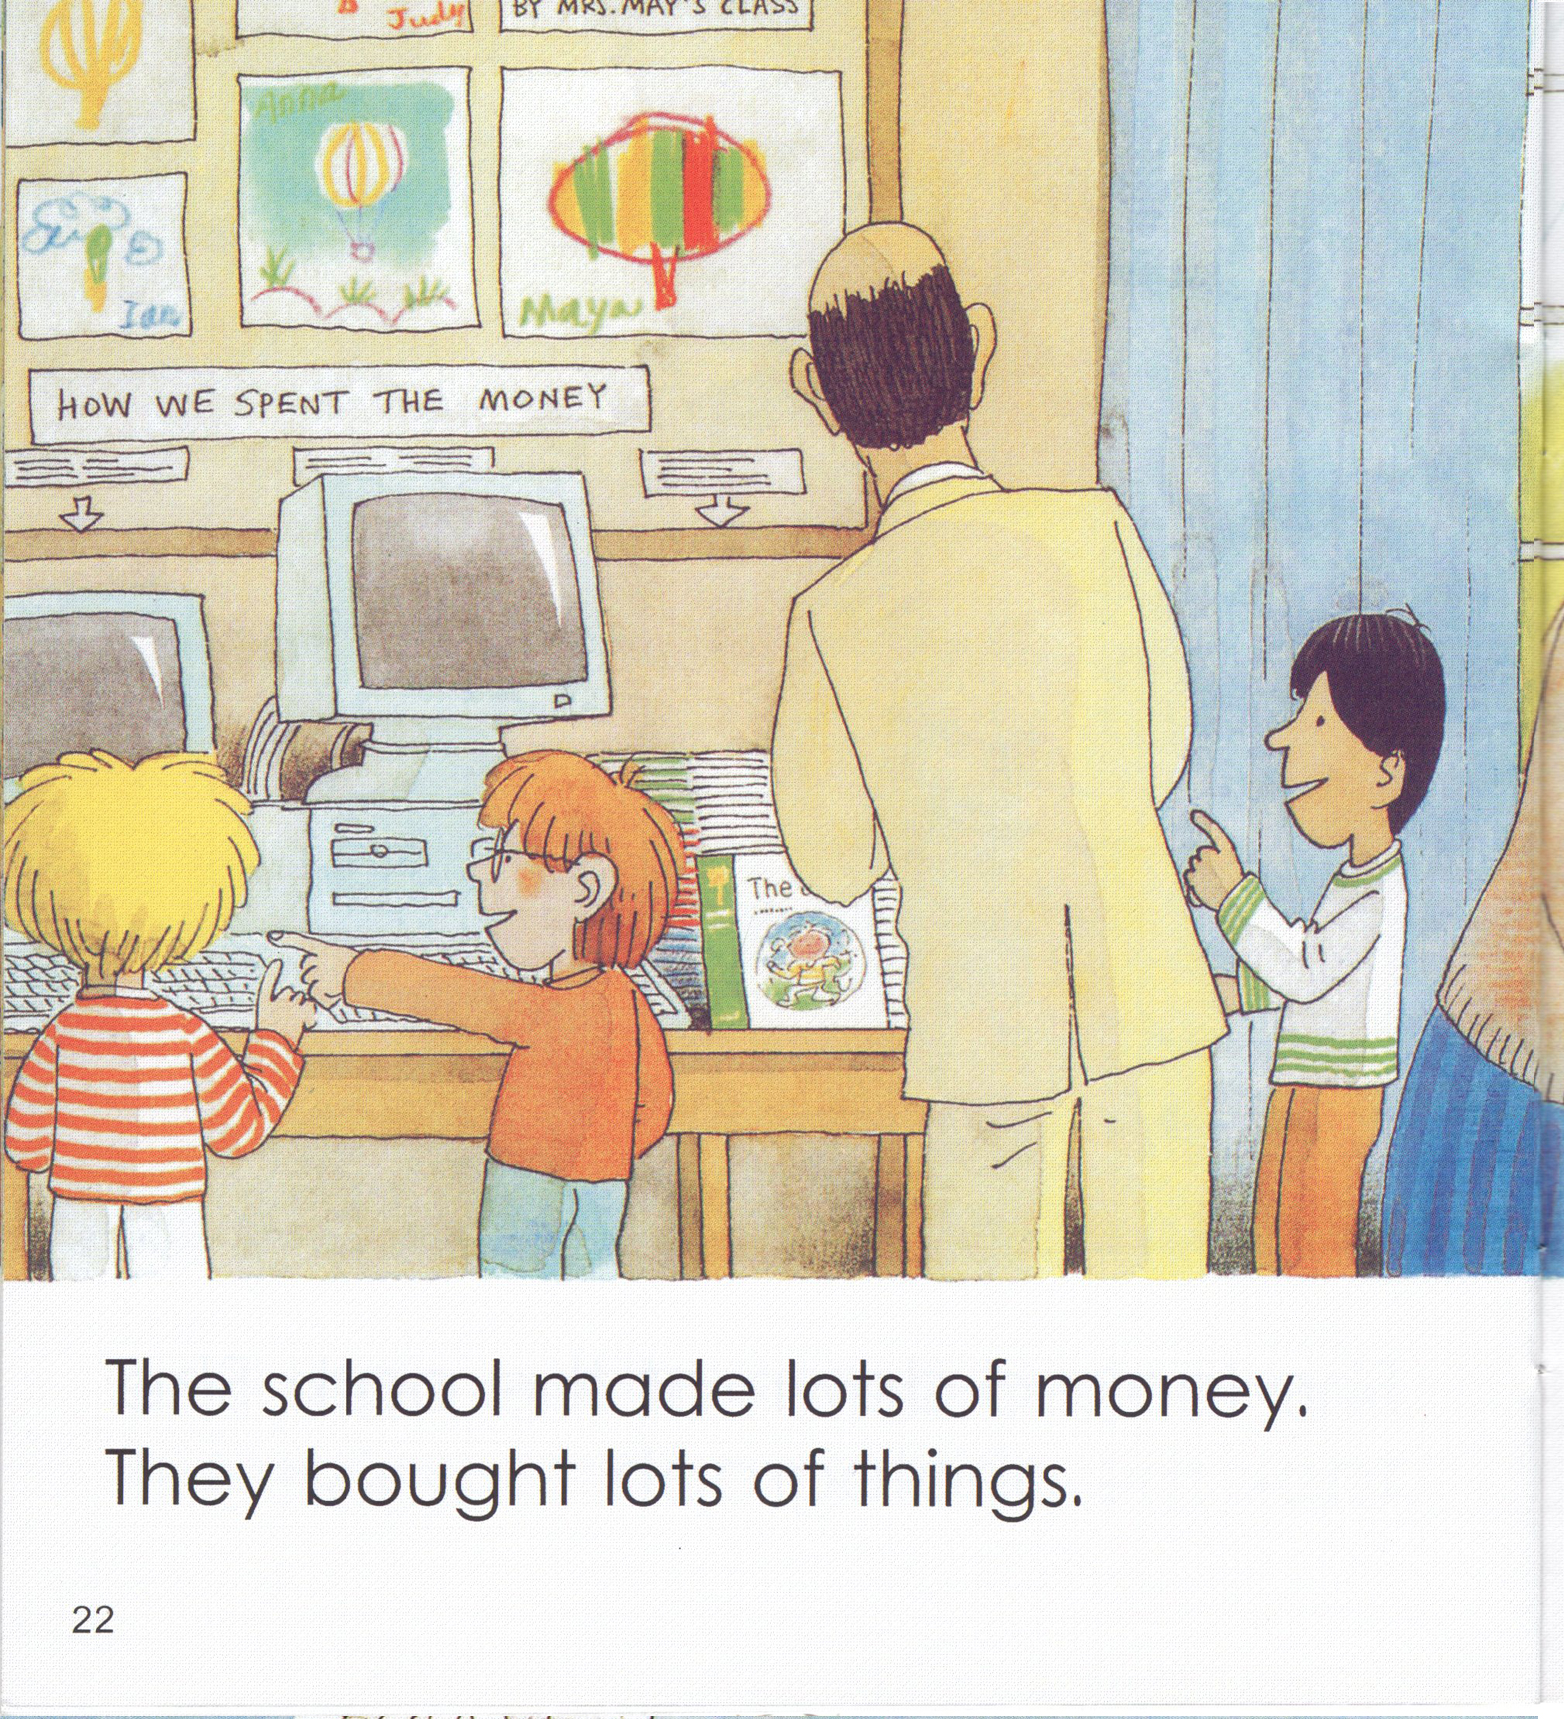 Judy
BY MRS. MAY'S CLASS
Anna
Maya
Ian
HOW WE SPENT THE MONEY
The
The school made lots of money.
They bought lots of things.
22